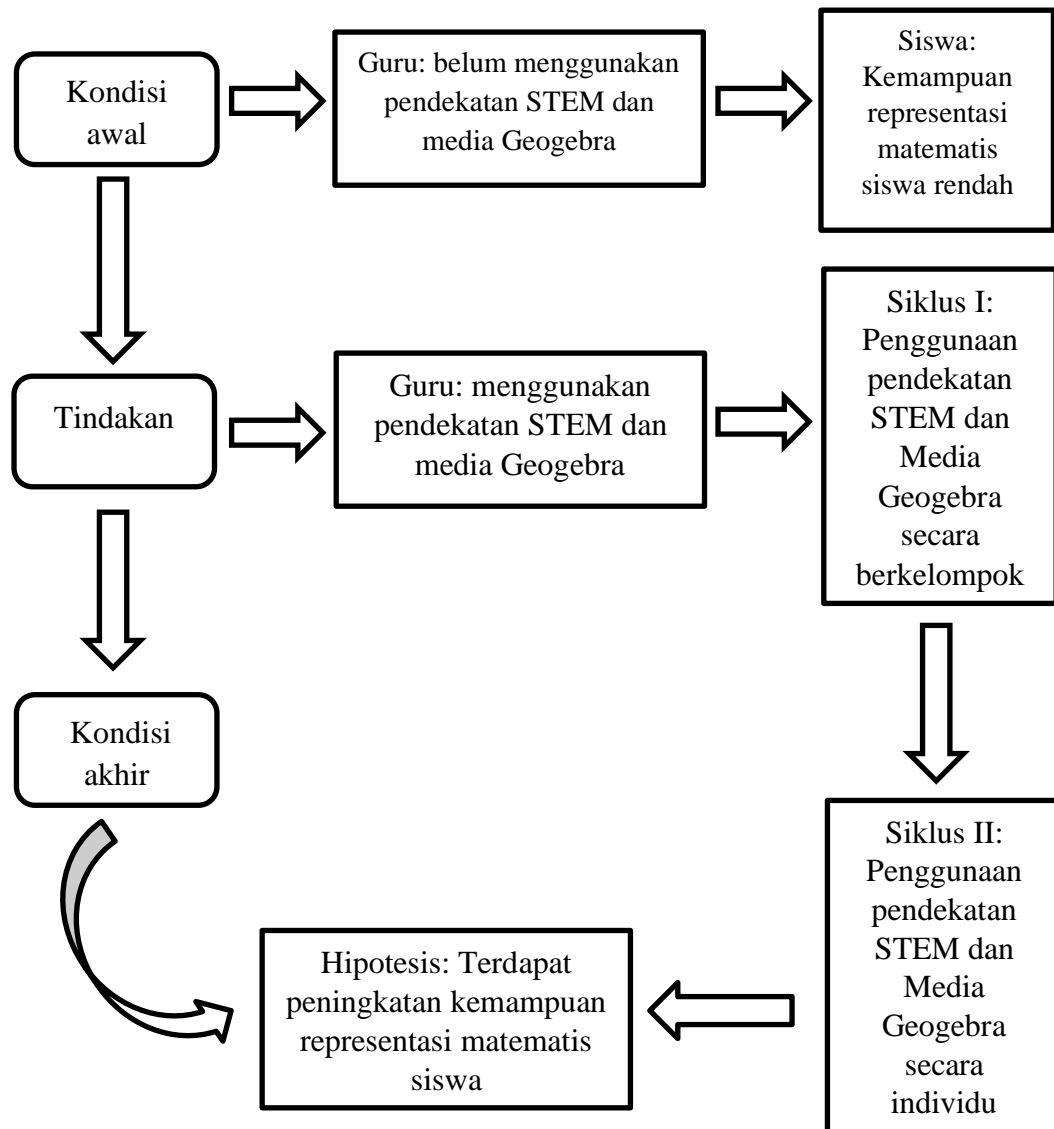 Kondisi
awal
Guru: belum menggunakan
pendekatan STEM dan
media Geogebra
Siswa:
Kemampuan
representasi
matematis
siswa rendah
Tindakan
Guru: menggunakan
pendekatan STEM dan
media Geogebra
Siklus I:
Penggunaan
pendekatan
STEM dan
Media
Geogebra
secara
berkelompok
Kondisi
akhir
Siklus II:
Penggunaan
pendekatan
STEM dan
Media
Geogebra
secara
individu
Hipotesis: Terdapat
peningkatan kemampuan
representasi matematis
siswa